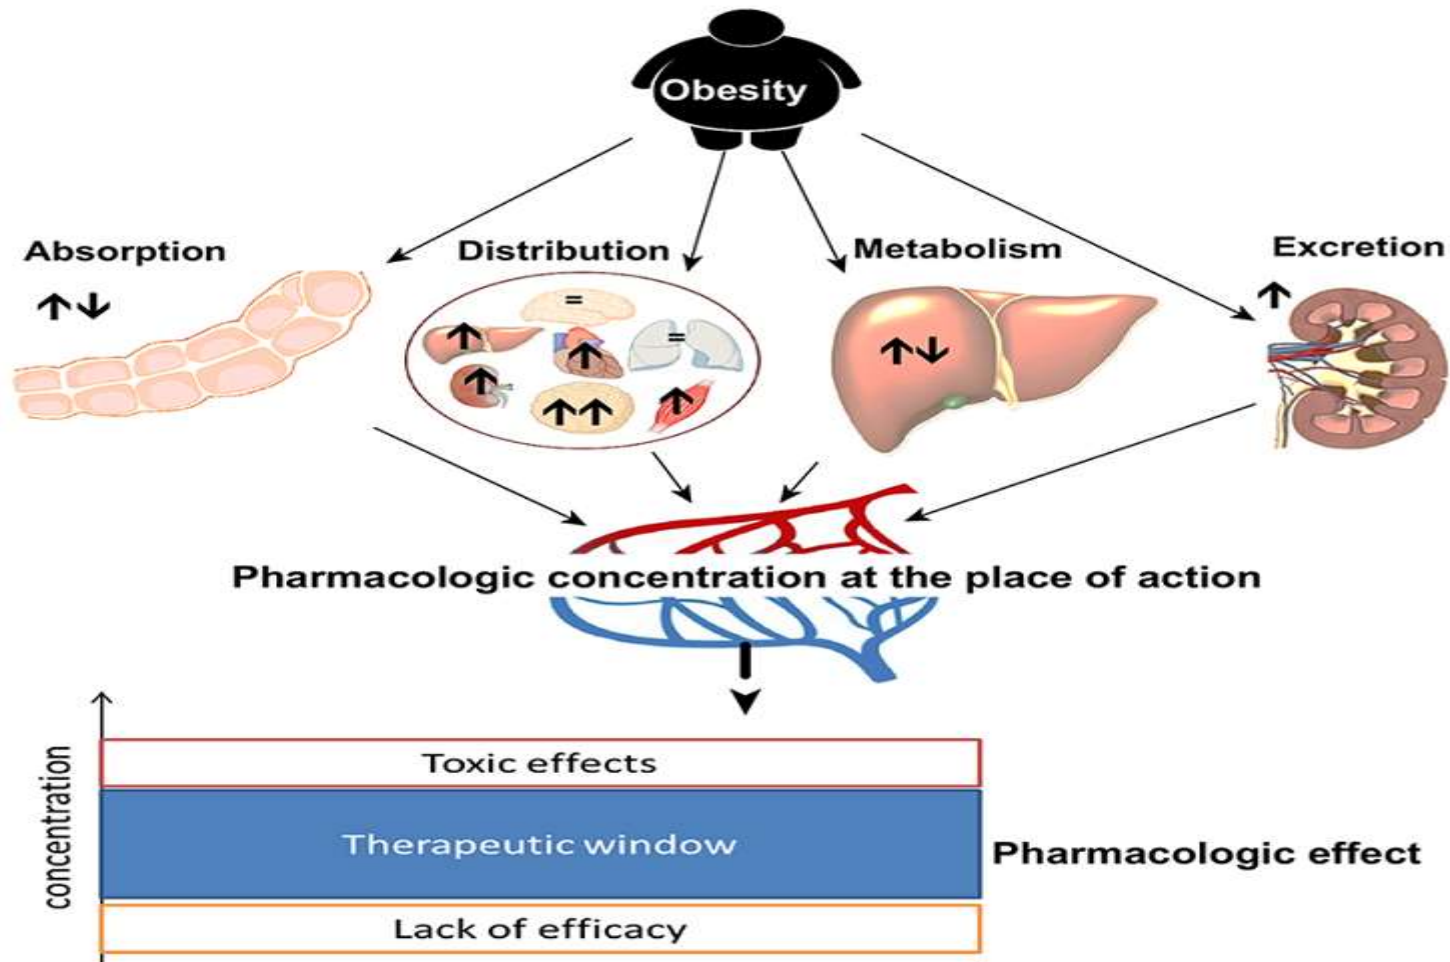 Obesity
Absorption
Distribution
Metabolism
Excretion
↑↓
=
↑
↑
=
↑
↑↑
↑
↑↓
↑
Pharmacologic concentration at the place of action
concentration
Toxic effects
Therapeutic window
Pharmacologic effect
Lack of efficacy